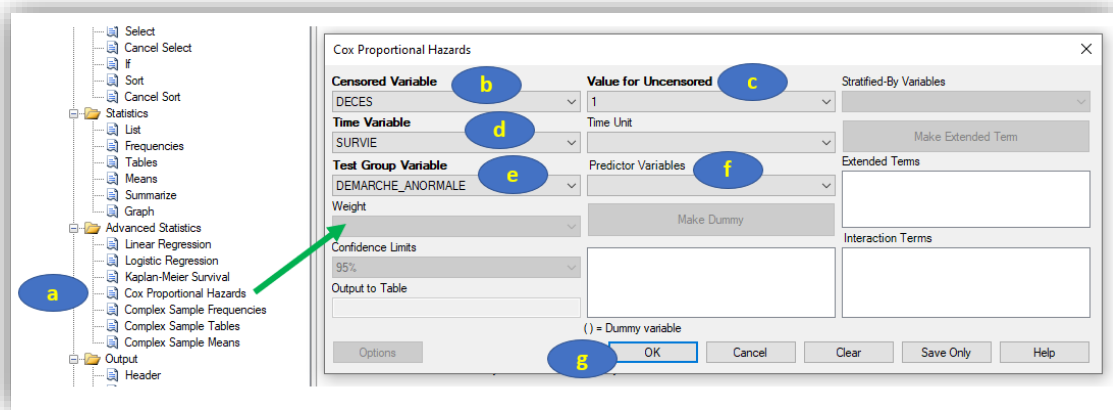 Select
Cancel Select
If
Sort
Cancel Sort
Statistics
List
Frequencies
Tables
Means
Summarize
Graph
Advanced Statistics
Linear Regression
Logistic Regression
Kaplan-Meier Survival
a
Cox Proportional Hazards
Complex Sample Frequencies
Complex Sample Tables
Complex Sample Means
Output
Header
Cox Proportional Hazards
Censored Variable
b
DECES
Value for Uncensored
c
1
Stratified-By Variables
Time Variable
d
SURVIE
Time Unit
Make Extended Term
Test Group Variable
e
DEMARCHE_ANORMALE
Predictor Variables
f
Extended Terms
Weight
Make Dummy
Interaction Terms
Confidence Limits
95%
Output to Table
( ) = Dummy variable
Options
g
OK
Cancel
Clear
Save Only
Help